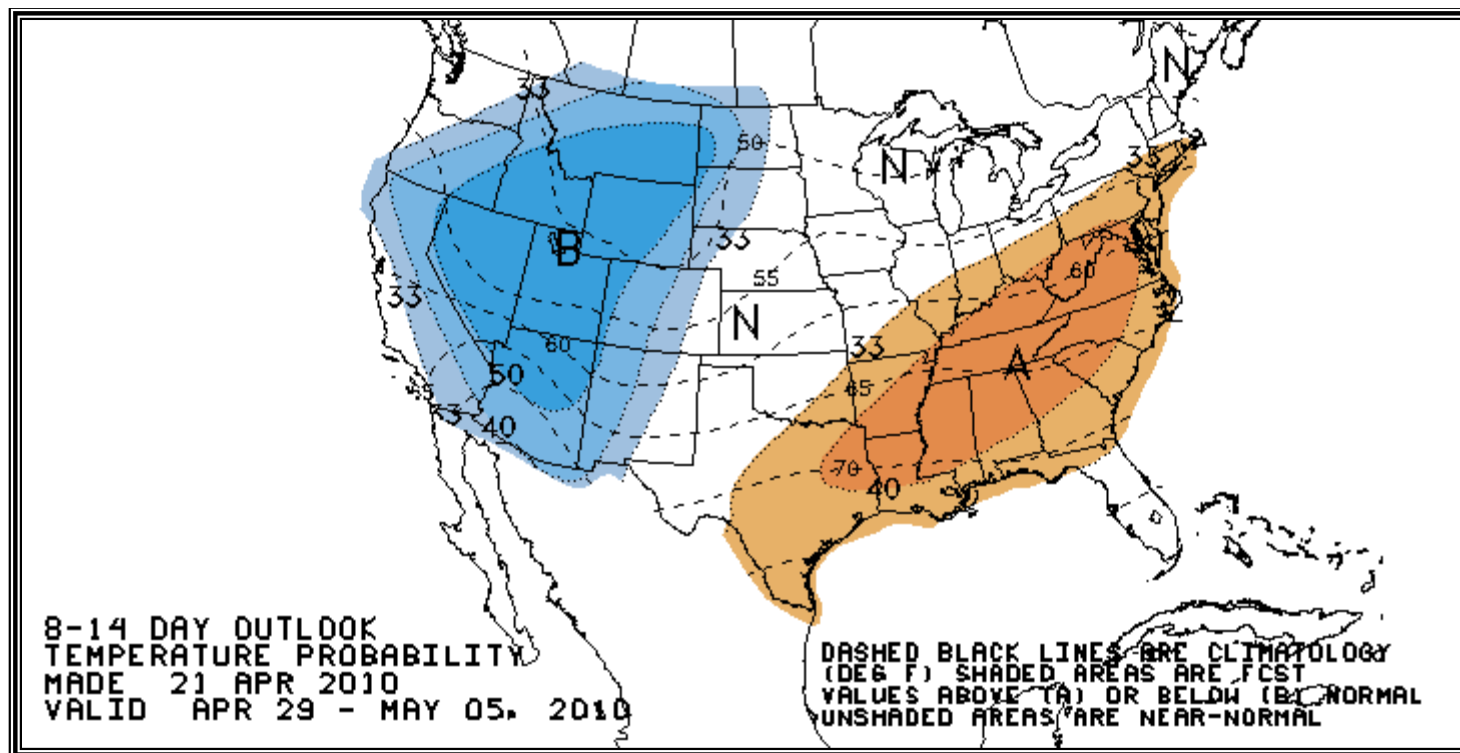 N
33
50
N
33
B
33
60
55
33
N
33
A
60
50
65
33
40
70
40
8-14 DAY OUTLOOK
TEMPERATURE PROBABILITY
MADE 21 APR 2010
VALID APR 29 - MAY 05, 2010
DASHED BLACK LINES ARE CLIMATOLOGY
(DEG F) SHADED AREAS ARE FCST
VALUES ABOVE (A) OR BELOW (B) NORMAL
UNSHADED AREAS ARE NEAR-NORMAL